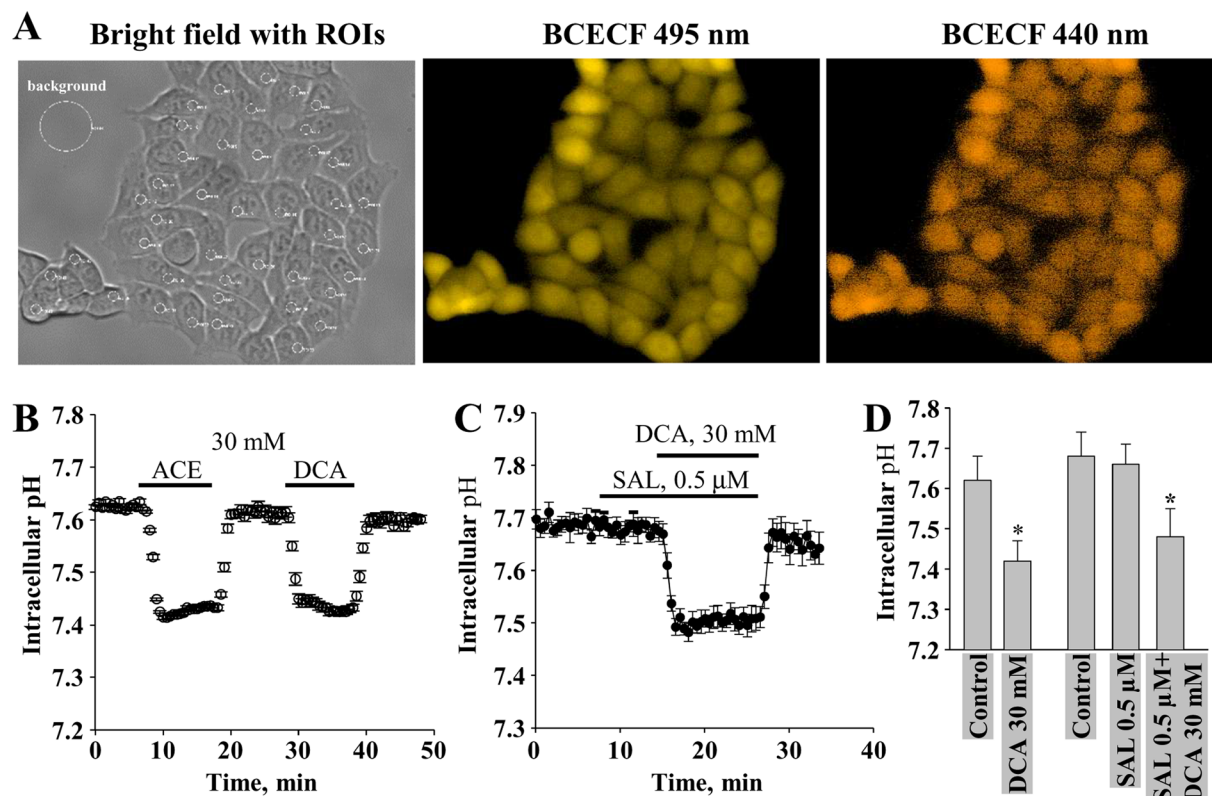 A
Bright field with ROIs
BCECF 495 nm
BCECF 440 nm
background
B
Intracellular pH
7.8
7.7
7.6
7.5
7.4
7.3
7.2
30 mM
ACE
DCA
0
10
20
30
40
50
Time, min
C
Intracellular pH
7.9
7.8
7.7
7.6
7.5
7.4
7.3
DCA, 30 mM
SAL, 0.5 µM
0
10
20
30
40
Time, min
D
Intracellular pH
7.8
7.7
7.6
7.5
7.4
7.3
7.2
*
*
Control
DCA 30 mM
Control
SAL 0.5 µM
SAL 0.5 µM+
DCA 30 mM